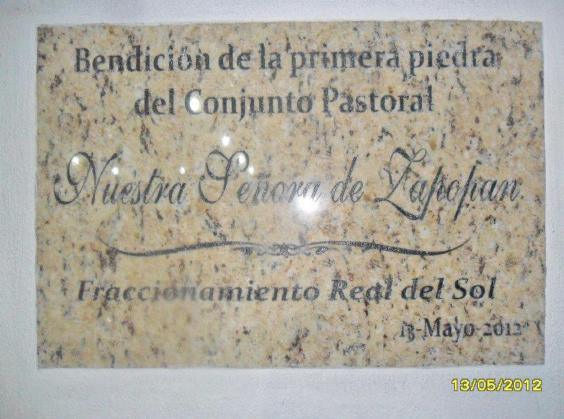 Bendición de la primera piedra
del Conjunto Pastoral
Nuestra Señora de Zapopan
Fraccionamiento Real del Sol
13-Mayo-2012
13/05/2012